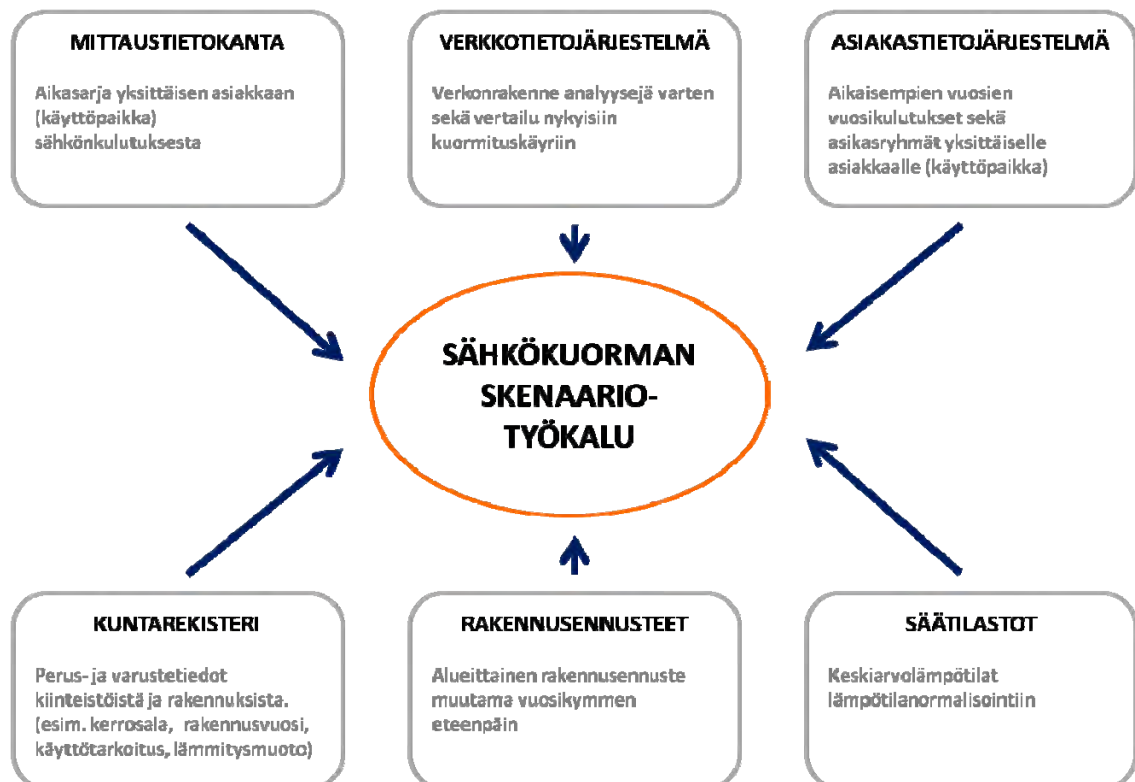 MITTAUSTIETOKANTA
Aikasarja yksittäisen asiakkaan
(käyttöpaikka)
sähkönkulutuksesta
VERKKOTIETOJÄRJESTELMÄ
Verkonrakenne analyysejä varten
sekä vertailu nykyisiin
kuormituskäyriin
ASIAKASTIETOJÄRJESTELMÄ
Aikaisempien vuosien
vuosikulutukset sekä
asikasryhmät yksittäiselle
asiakkaalle (käyttöpaikka)
SÄHKÖKUORMAN
SKENAARIO-
TYÖKALU
KUNTAREKISTERI
Perus- ja varustetiedot
kiinteistöistä ja rakennuksista.
(esim. kerrosala, rakennusvuosi,
käyttötarkoitus, lämmitysmuoto)
RAKENNUSENNUSTEET
Alueittainen rakennusennuste
muutama vuosikymmen
eteenpäin
SÄÄTILASTOT
Keskiarvolämpötilat
lämpötilanormalisointiin